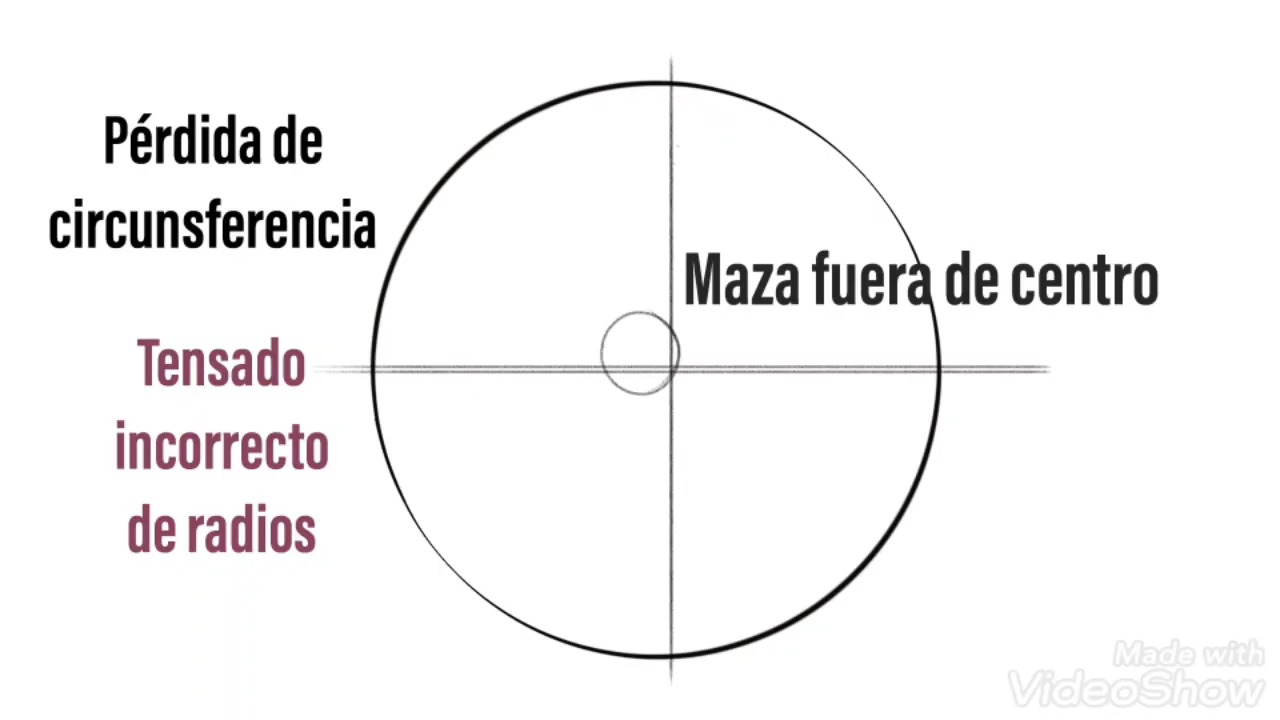 Pérdida de
circunsferencia
Maza fuera de centro
Tensado
incorrecto
de radios
Made with
VideoShow